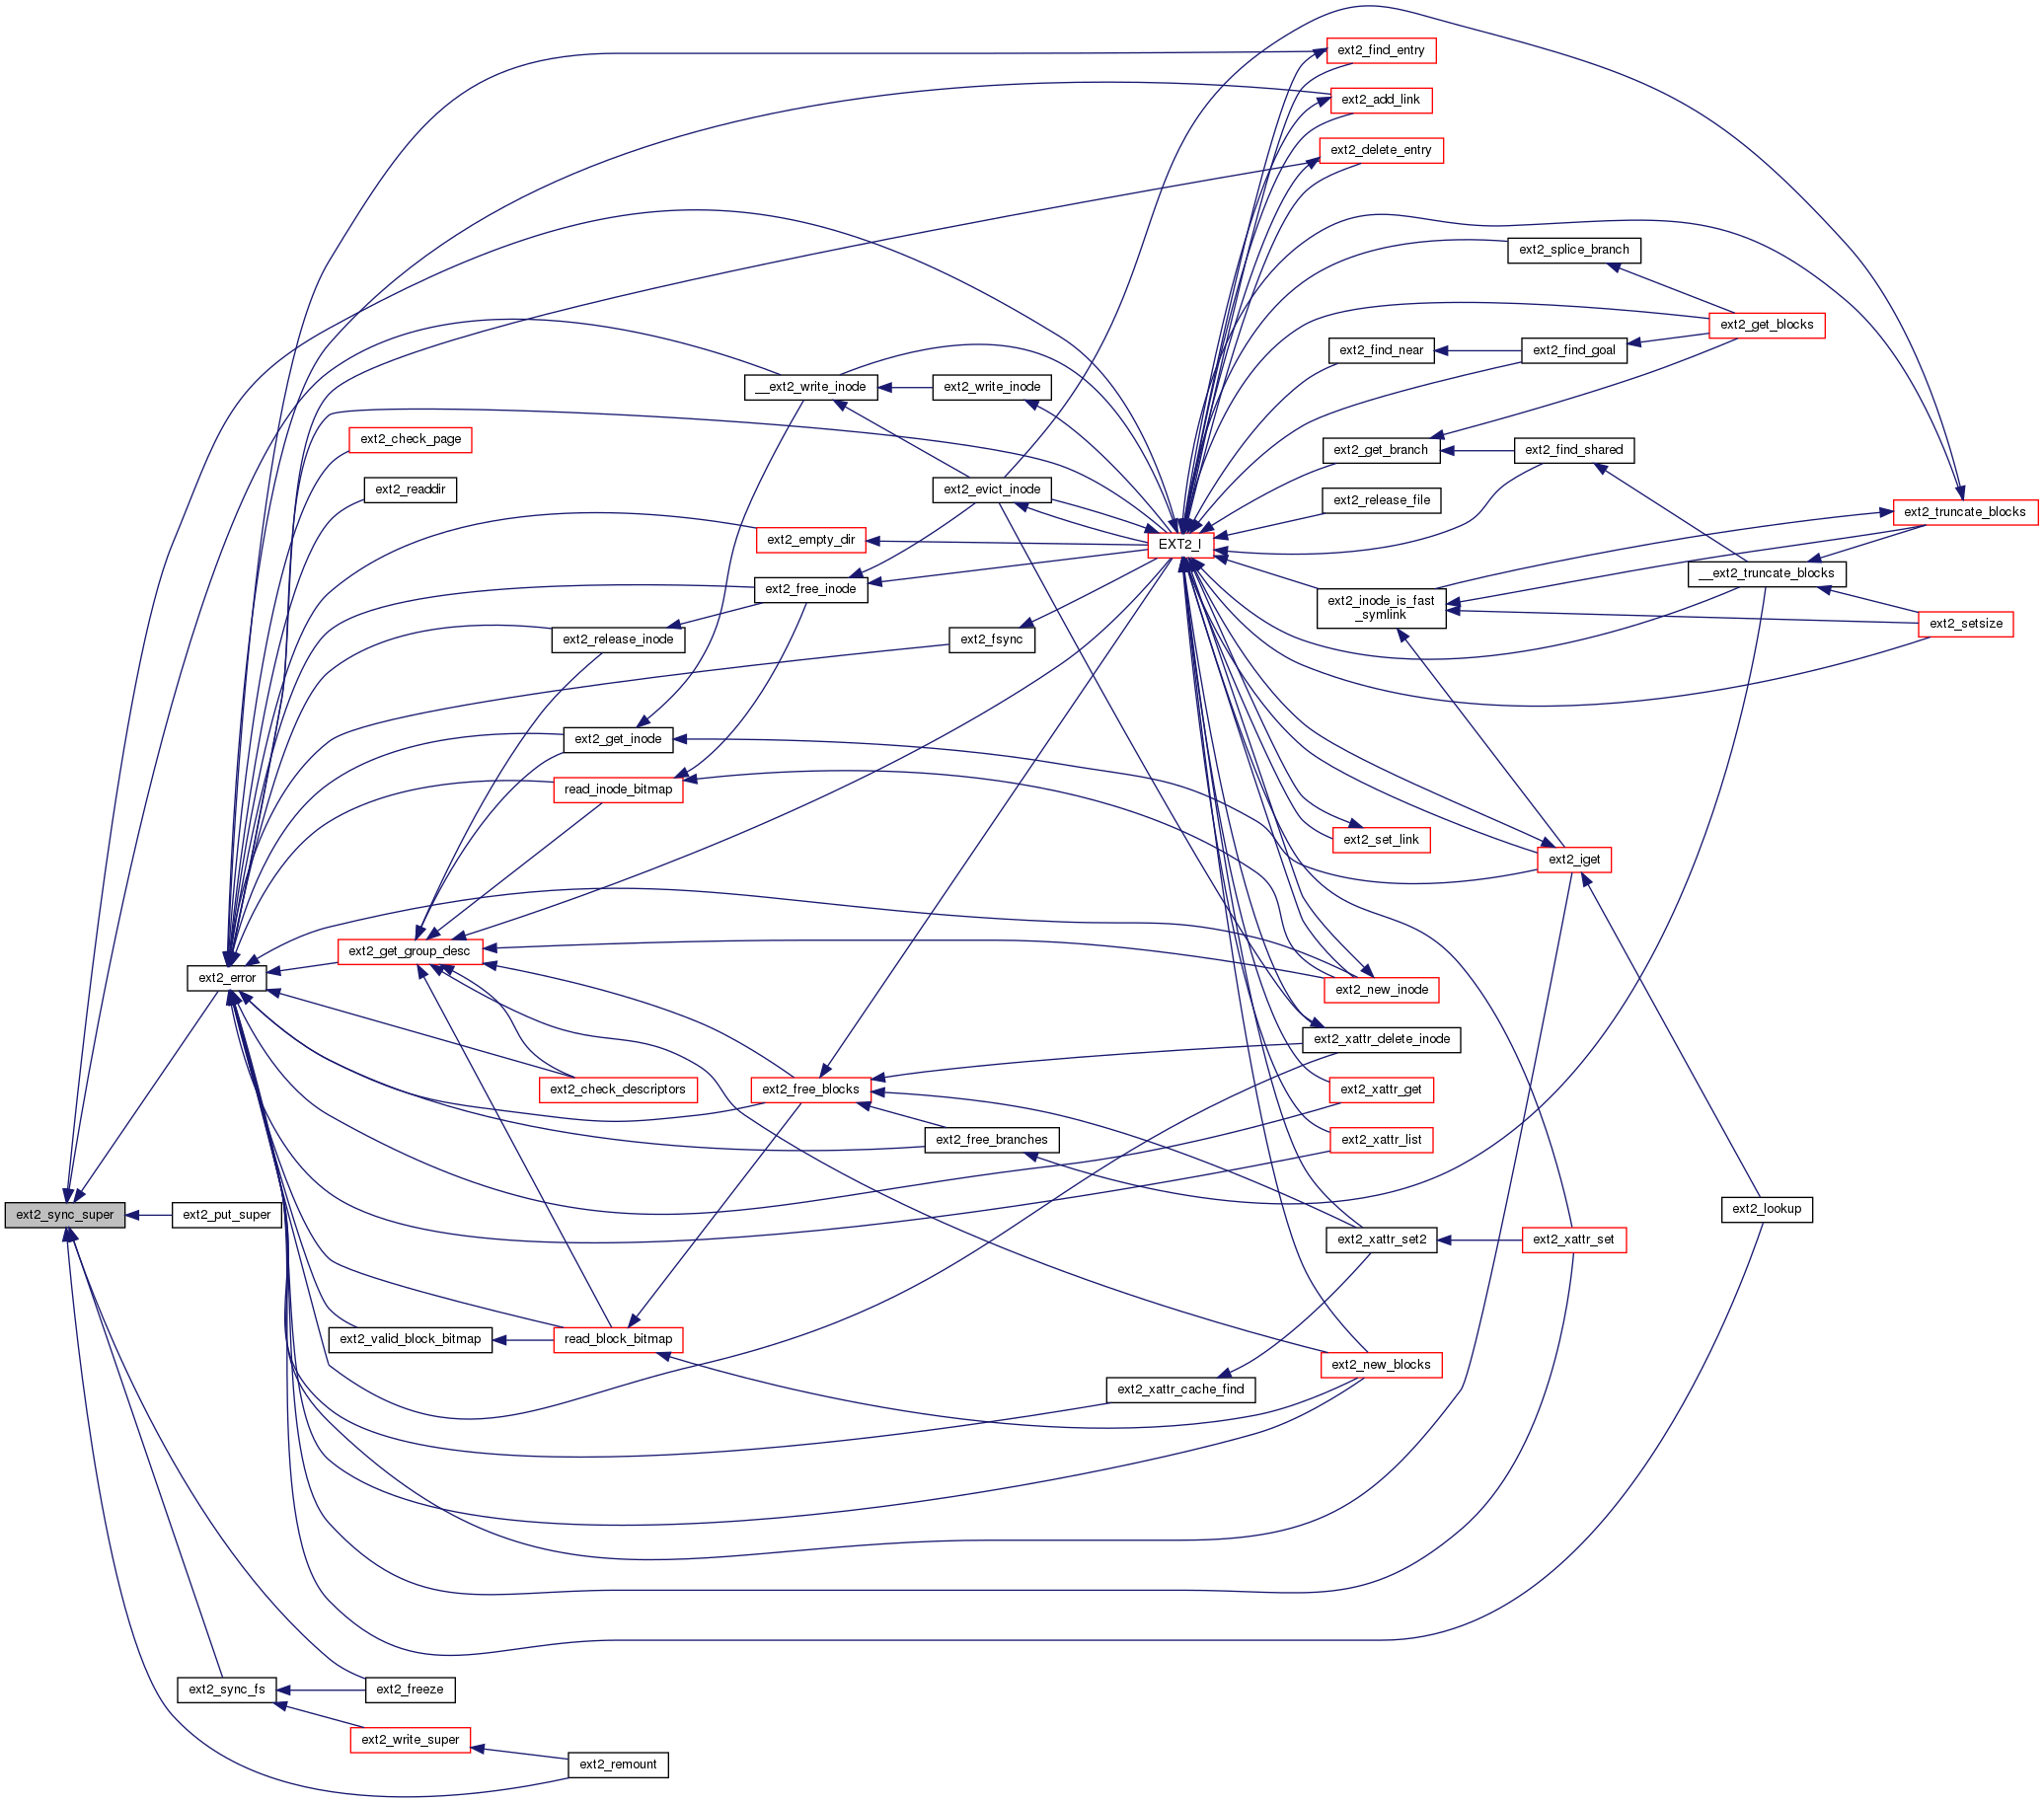 ext2_find_entry
ext2_add_link
ext2_delete_entry
ext2_splice_branch
ext2_get_blocks
ext2_find_near
ext2_find_goal
__ext2_write_inode
ext2_write_inode
ext2_check_page
ext2_get_branch
ext2_find_shared
ext2_readdir
ext2_evict_inode
ext2_release_file
ext2_truncate_blocks
ext2_empty_dir
EXT2_I
__ext2_truncate_blocks
ext2_free_inode
ext2_inode_is_fast
_symlink
ext2_setsize
ext2_release_inode
ext2_fsync
ext2_get_inode
read_inode_bitmap
ext2_set_link
ext2_iget
ext2_get_group_desc
ext2_error
ext2_new_inode
ext2_xattr_delete_inode
ext2_check_descriptors
ext2_free_blocks
ext2_xattr_get
ext2_free_branches
ext2_xattr_list
ext2_sync_super
ext2_put_super
ext2_lookup
ext2_xattr_set2
ext2_xattr_set
ext2_valid_block_bitmap
read_block_bitmap
ext2_new_blocks
ext2_xattr_cache_find
ext2_sync_fs
ext2_freeze
ext2_write_super
ext2_remount